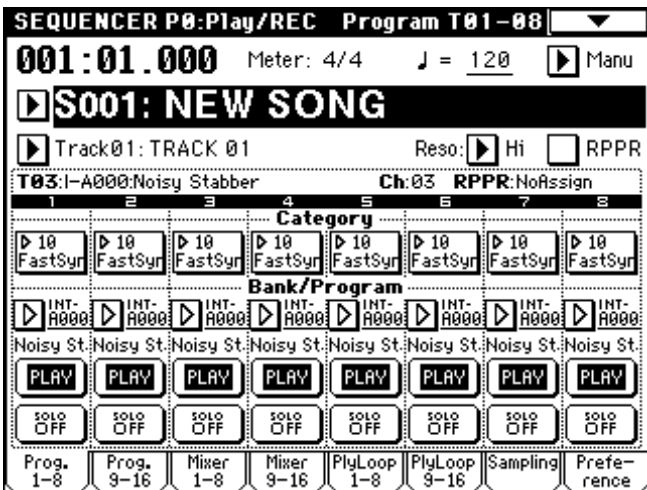 SEQUENCER P0:Play/REC Program T01-08
001:01.000 Meter: 4/4 ♩ = 120 Manu
S001: NEW SONG
Track01: TRACK 01 Reso: Hi RPPR
T03:I-A000:Noisy Stabber Ch:03 RPPR:NoAssign
1 2 3 4 5 6 7 8
Category
10 10 10 10 10 10 10 10
FastSyn FastSyn FastSyn FastSyn FastSyn FastSyn FastSyn FastSyn
Bank/Program
INT- INT- INT- INT- INT- INT- INT- INT-
A000 A000 A000 A000 A000 A000 A000 A000
Noisy St. Noisy St. Noisy St. Noisy St. Noisy St. Noisy St. Noisy St. Noisy St.
PLAY PLAY PLAY PLAY PLAY PLAY PLAY PLAY
SOLO SOLO SOLO SOLO SOLO SOLO SOLO SOLO
OFF OFF OFF OFF OFF OFF OFF OFF
Prog. Prog. Mixer Mixer PlyLoop PlyLoop Sampling Prefe-
1-8 9-16 1-8 9-16 1-8 9-16 rence